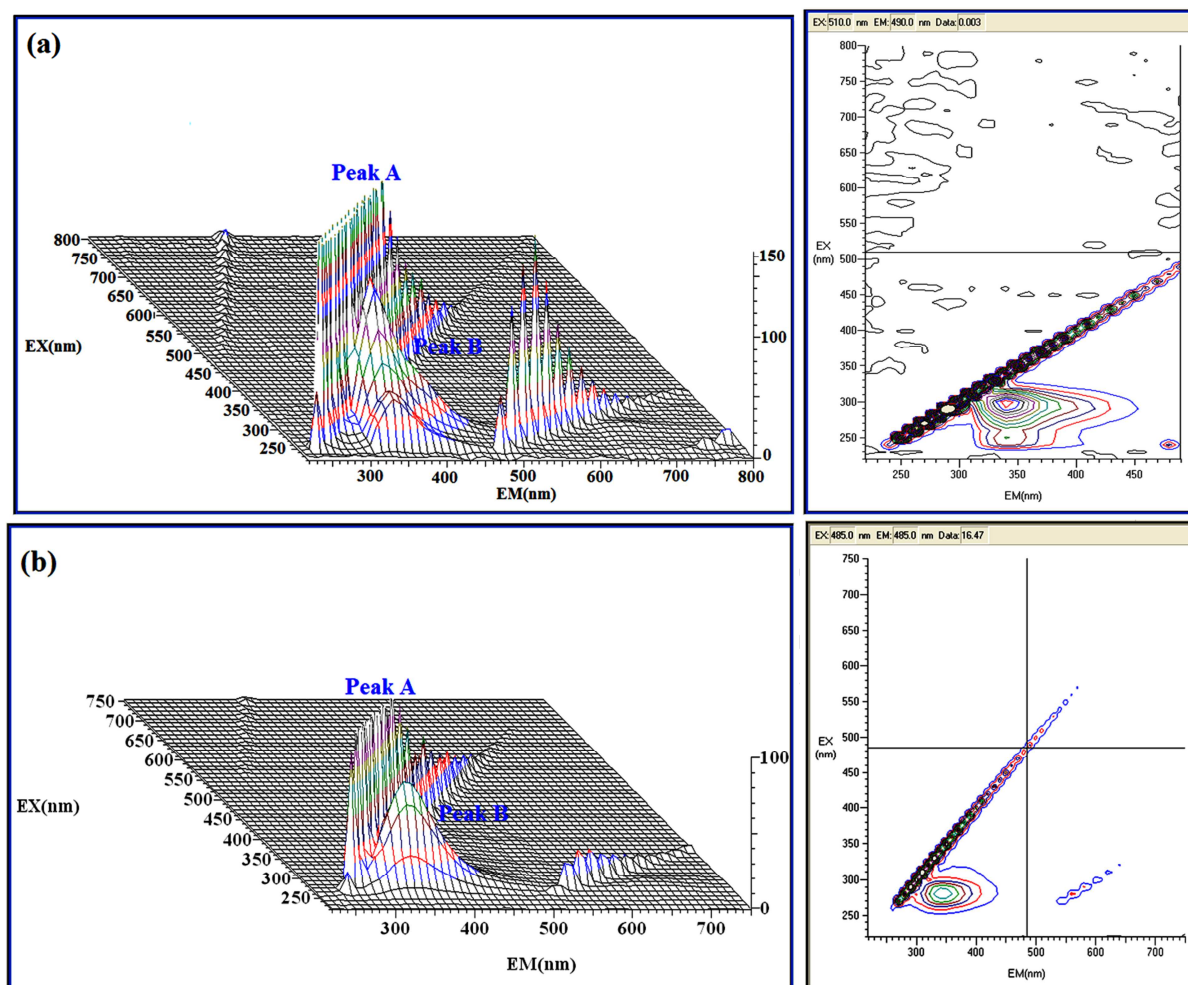 (a)
Peak A
Peak B
800
750
700
650
600
550
500
450
400
350
300
250
EX(nm)
150
100
0
300 400 500 600 700 800
EM(nm)
EX: 510.0 nm EM: 490.0 nm Data: 0.003
800
750
700
650
600
550
EX
(nm)
500
450
400
350
300
250
250 300 350 400 450
EM(nm)
(b)
Peak A
Peak B
750
700
650
600
550
500
450
400
350
300
250
EX(nm)
100
0
300 400 500 600 700
EM(nm)
EX: 485.0 nm EM: 485.0 nm Data: 16.47
750
700
650
600
550
EX
(nm)
500
450
400
350
300
250
300 400 500 600 700
EM(nm)